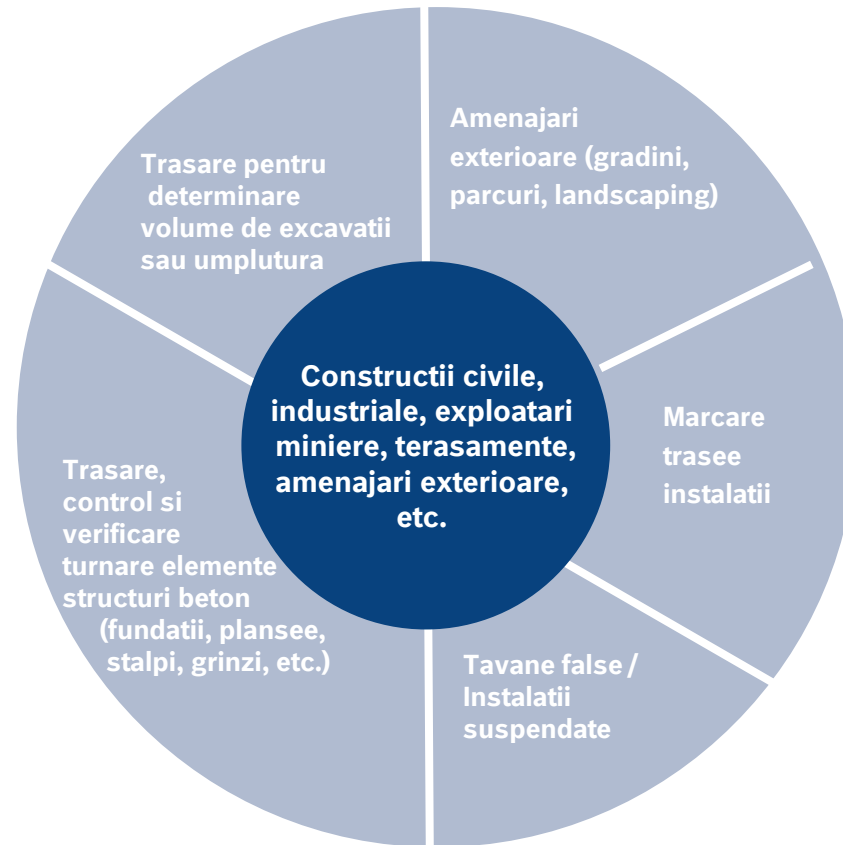 Amenajari
exterioare (gradini,
parcuri, landscaping)
Trasare pentru
determinare
volume de excavatii
sau umplutura
Constructii civile,
industriale, exploatari
miniere, terasamente,
amenajari exterioare,
etc.
Marcare
trasee
instalatii
Trasare,
control si
verificare
turnare elemente
structuri beton
(fundatii, plansee,
stalpi, grinzi, etc.)
Tavane false /
Instalatii
suspendate